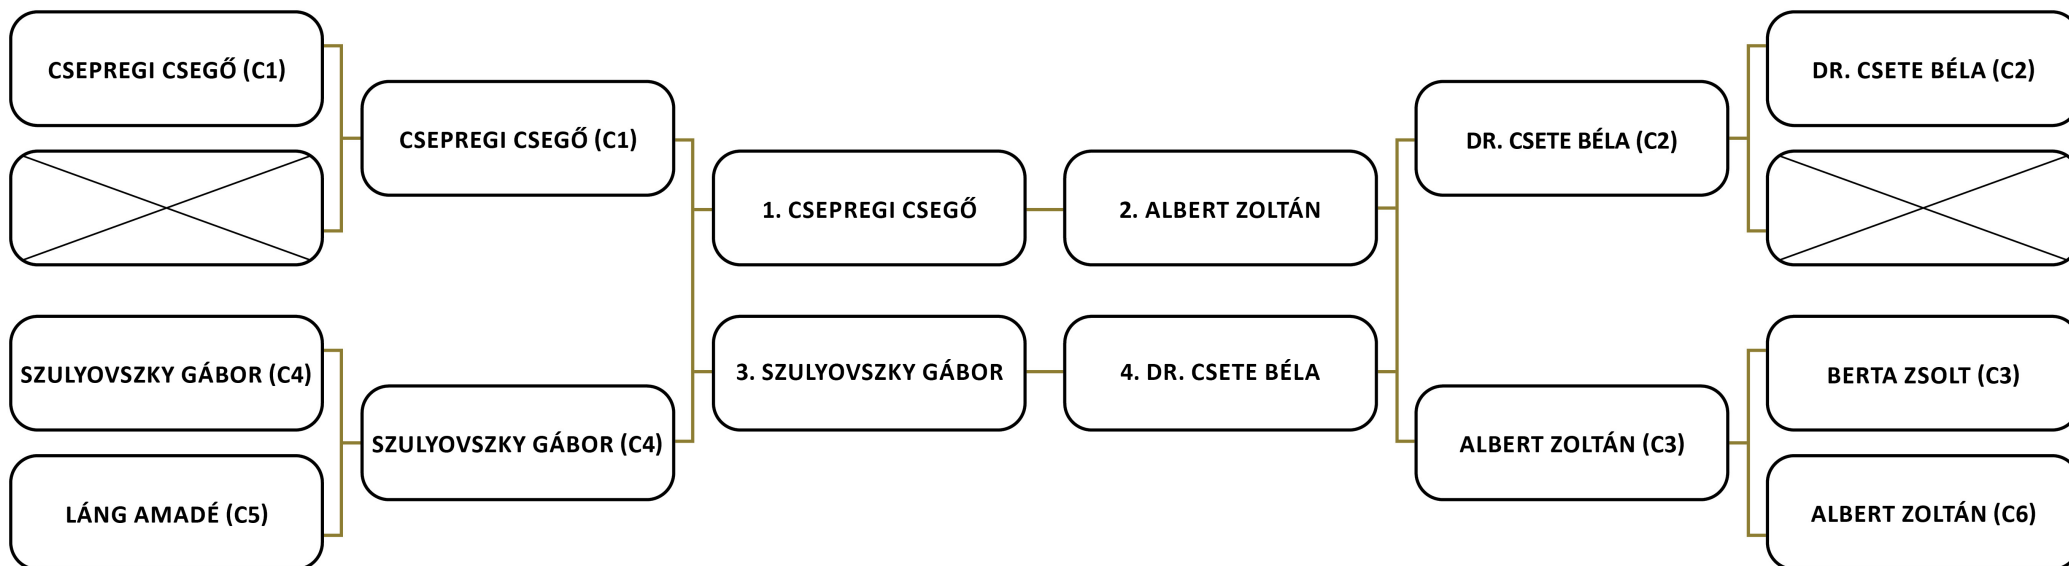 CSEPREGI CSEGŐ (C1)
CSEPREGI CSEGŐ (C1)
SZULYOVSZKY GÁBOR (C4)
LÁNG AMADÉ (C5)
SZULYOVSZKY GÁBOR (C4)
1. CSEPREGI CSEGŐ
2. ALBERT ZOLTÁN
3. SZULYOVSZKY GÁBOR
4. DR. CSETE BÉLA
DR. CSETE BÉLA (C2)
ALBERT ZOLTÁN (C3)
DR. CSETE BÉLA (C2)
BERTA ZSOLT (C3)
ALBERT ZOLTÁN (C6)